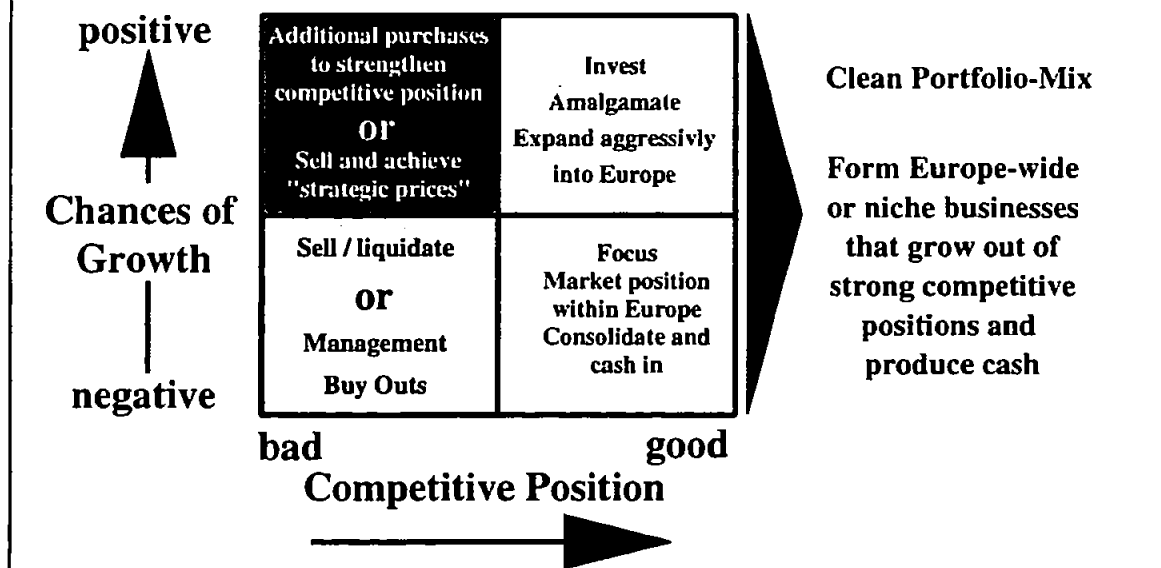 positive
Chances of
Growth
negative
Additional purchases
to strengthen
competitive position
or
Sell and achieve
"strategic prices"
Invest
Amalgamate
Expand aggressivly
into Europe
Sell / liquidate
or
Management
Buy Outs
Focus
Market position
within Europe
Consolidate and
cash in
bad
good
Competitive Position
Clean Portfolio-Mix
Form Europe-wide
or niche businesses
that grow out of
strong competitive
positions and
produce cash